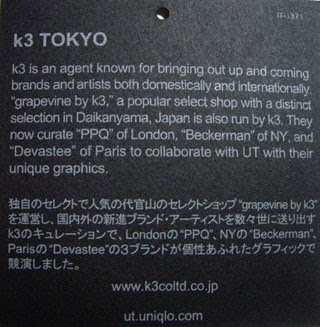 IT-1371
k3 TOKYO
k3 is an agent known for bringing out up and coming
brands and artists both domestically and internationally.
"grapevine by k3," a popular select shop with a distinct
selection in Daikanyama, Japan is also run by k3. They
now curate "PPQ" of London, "Beckerman" of NY, and
"Devastee" of Paris to collaborate with UT with their
unique graphics.
独自のセレクトで人気の代官山のセレクトショップ "grapevine by k3"
を運営し、国内外の新進ブランド・アーティストを数々世に送り出す
k3のキュレーションで、Londonの"PPQ"、NYの"Beckerman"、
Parisの"Devastee"の3ブランドが個性あふれたグラフィックで
競演しました。
www.k3coltd.co.jp
ut.uniqlo.com